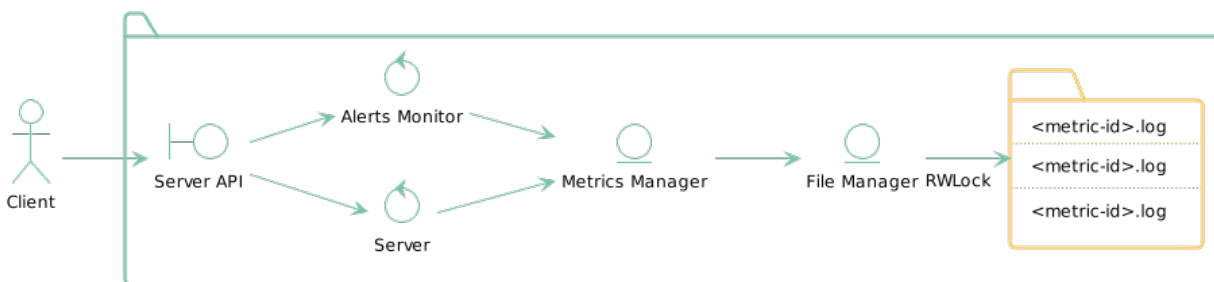 Client
Server API
Alerts Monitor
Server
Metrics Manager
File Manager
RWLock
<metric-id>.log
<metric-id>.log
<metric-id>.log